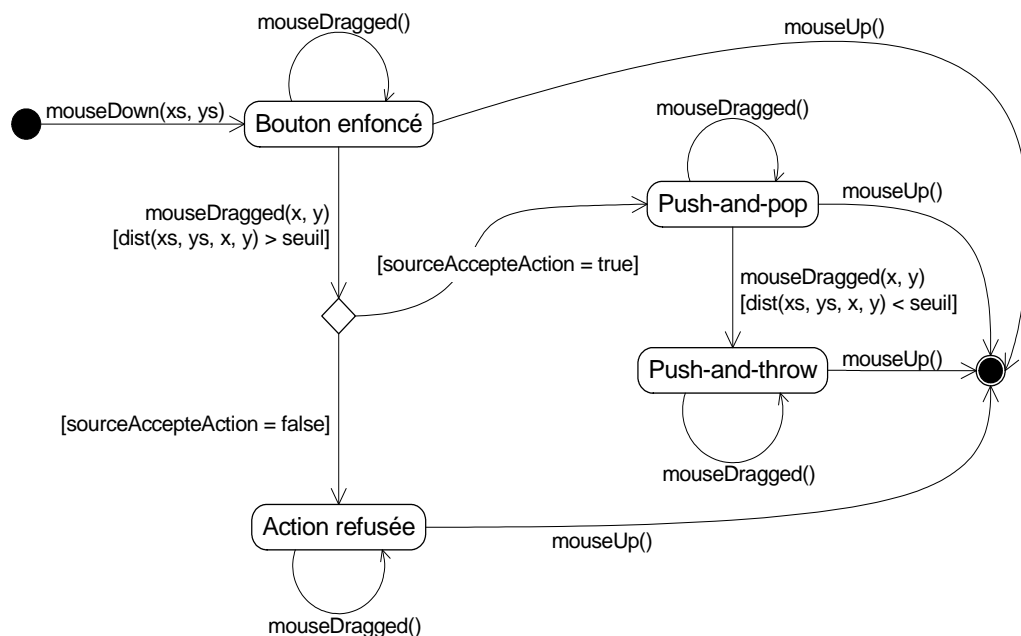 mouseDragged()
mouseUp()
mouseDown(xs, ys)
Bouton enfoncé
mouseDragged()
Push-and-pop
mouseUp()
mouseDragged(x, y)
[dist(xs, ys, x, y) > seuil]
[sourceAccepteAction = true]
mouseDragged(x, y)
[dist(xs, ys, x, y) < seuil]
Push-and-throw
mouseUp()
[sourceAccepteAction = false]
mouseDragged()
Action refusée
mouseUp()
mouseDragged()